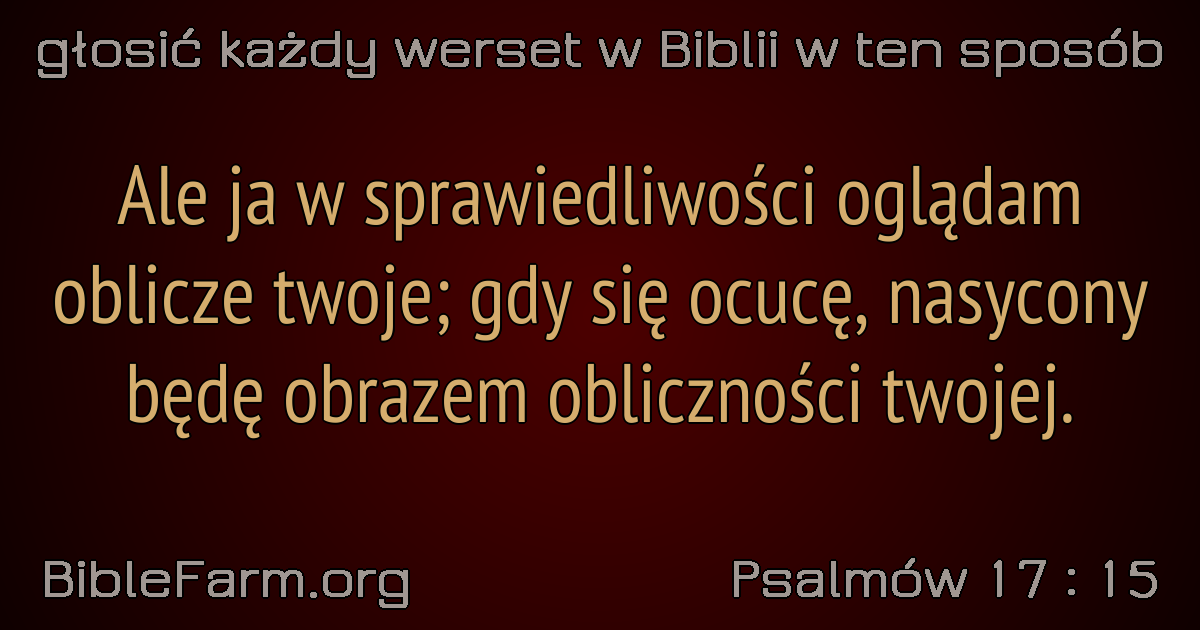 głosić każdy werset w Biblii w ten sposób
Ale ja w sprawiedliwości oglądam
oblicze twoje; gdy się ocucę, nasycony
będę obrazem obliczności twojej.
BibleFarm.org
Psalmów 17 : 15